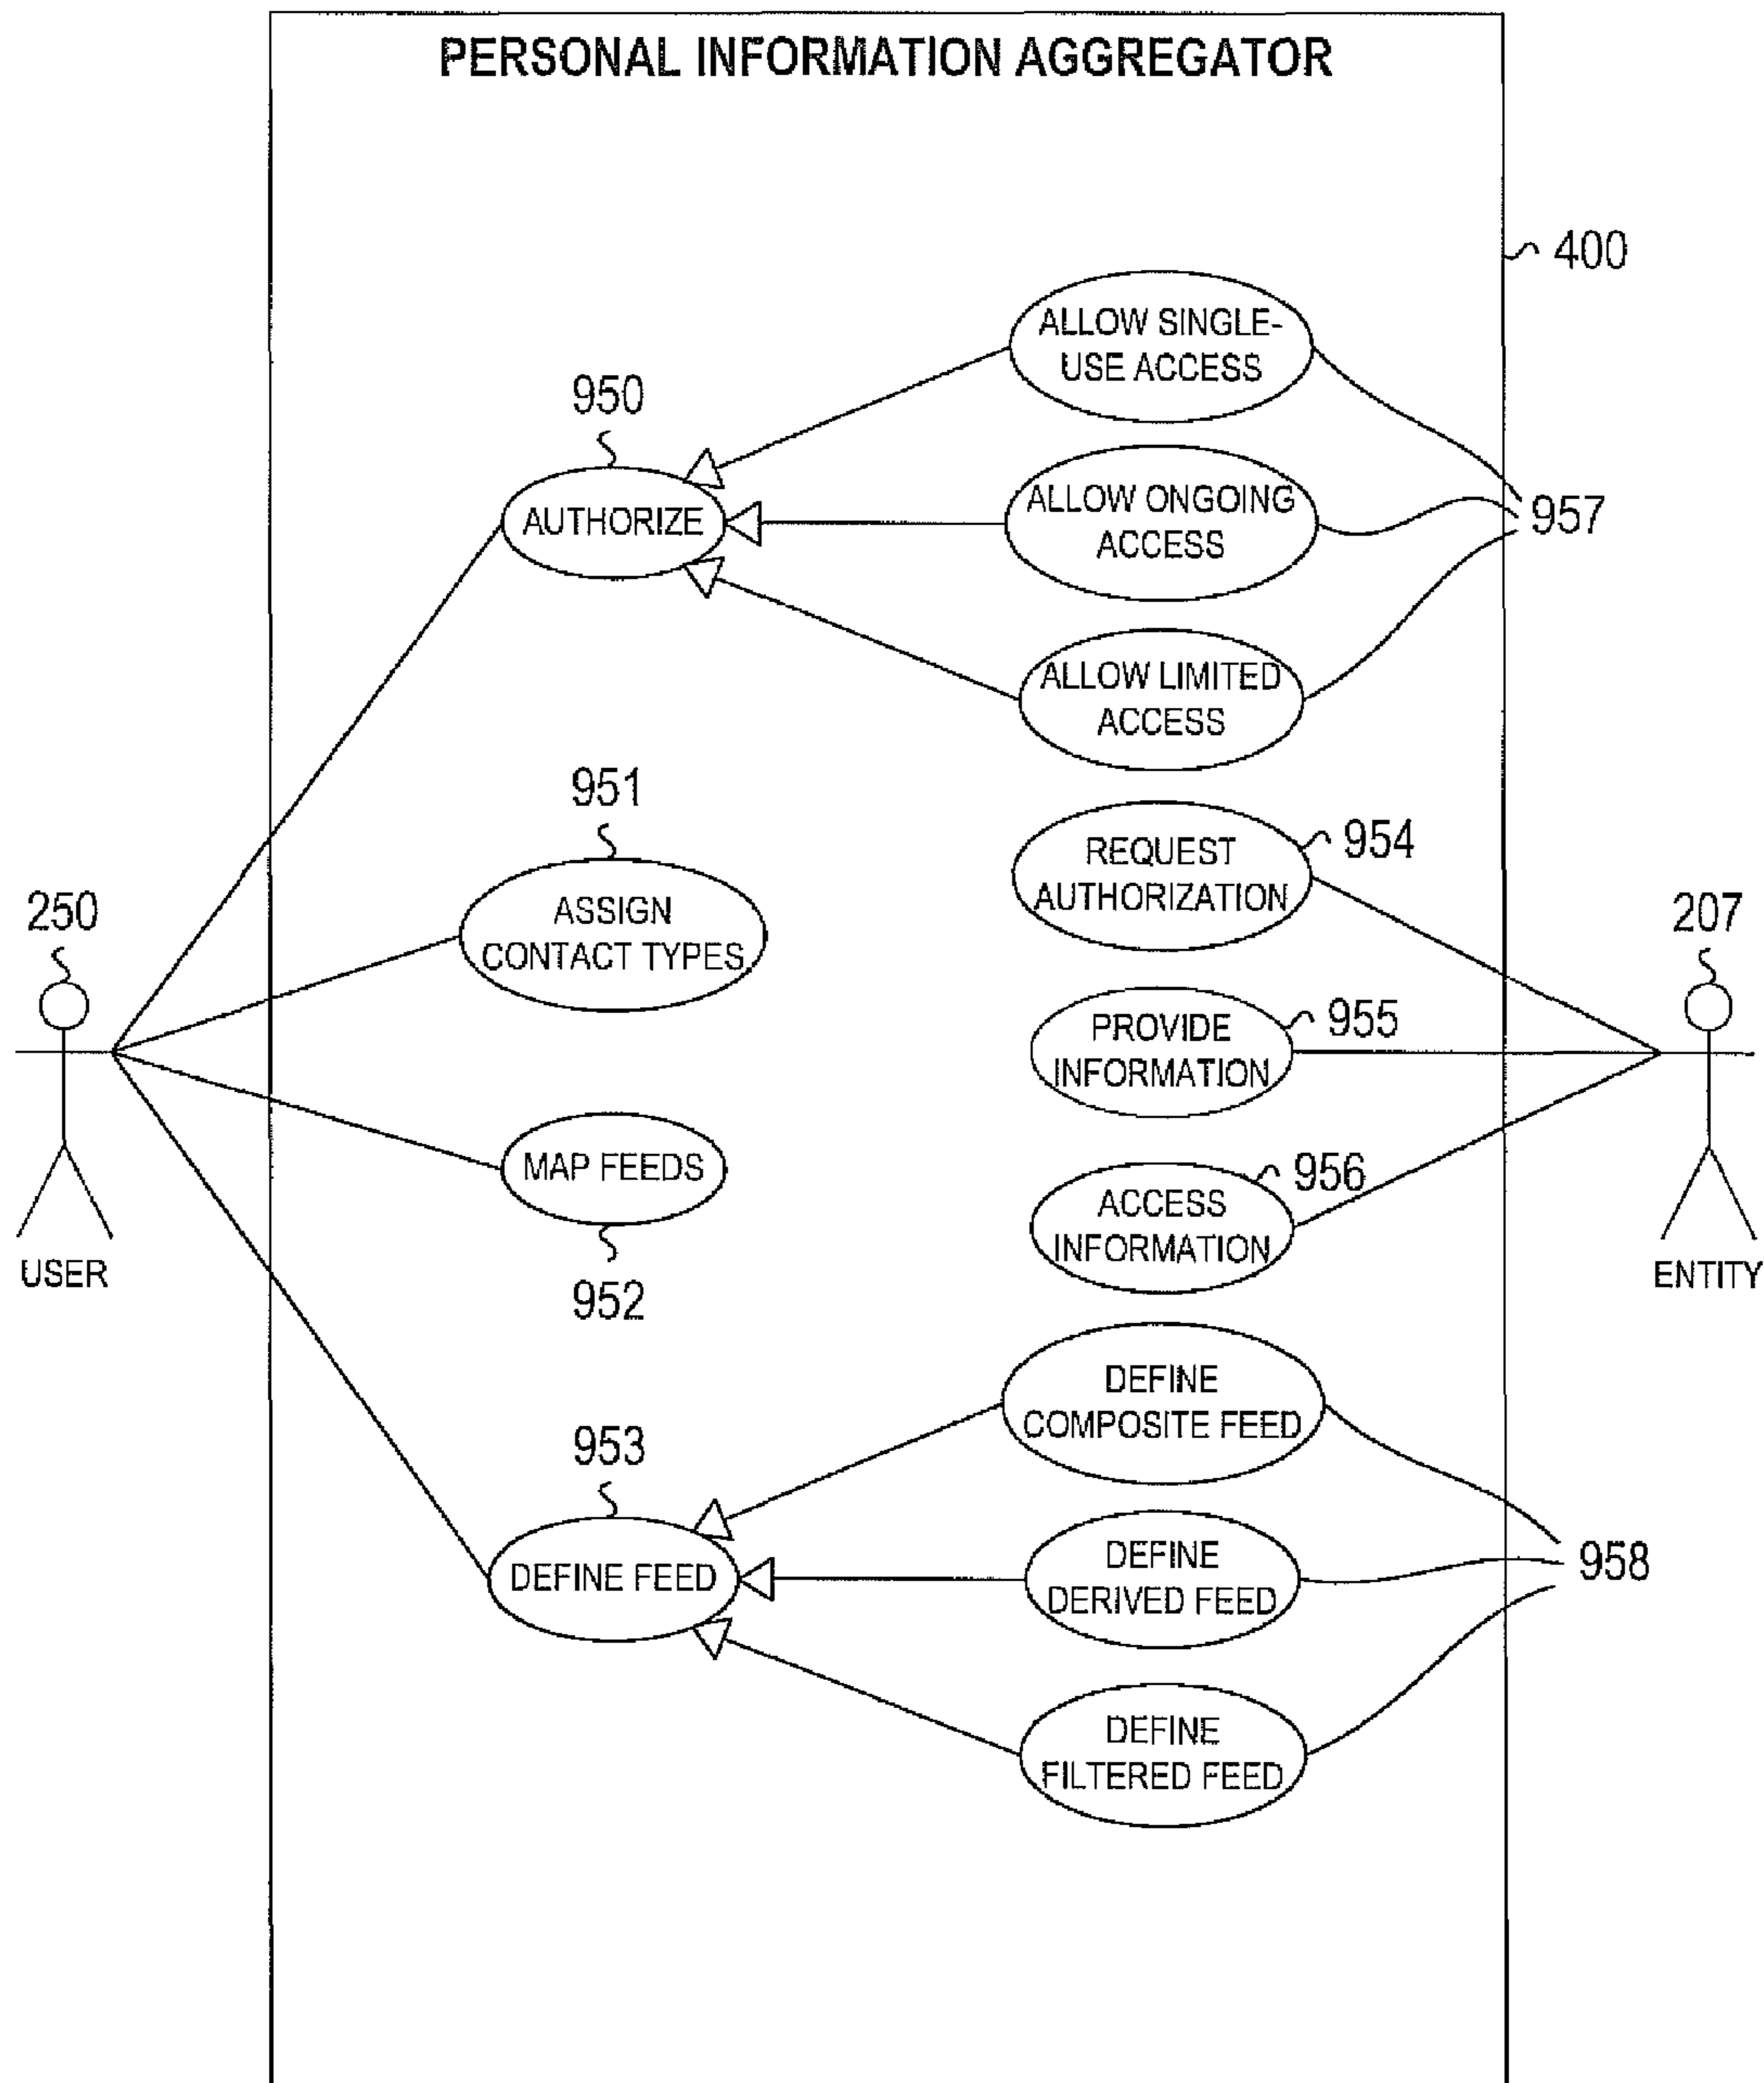 PERSONAL INFORMATION AGGREGATOR
400
ALLOW SINGLE-
USE ACCESS
950
AUTHORIZE
ALLOW ONGOING
ACCESS
957
ALLOW LIMITED
ACCESS
951
ASSIGN
CONTACT TYPES
REQUEST
AUTHORIZATION
954
250
USER
207
ENTITY
PROVIDE
INFORMATION
955
MAP FEEDS
952
ACCESS
INFORMATION
956
DEFINE
COMPOSITE FEED
953
DEFINE FEED
DEFINE
DERIVED FEED
958
DEFINE
FILTERED FEED